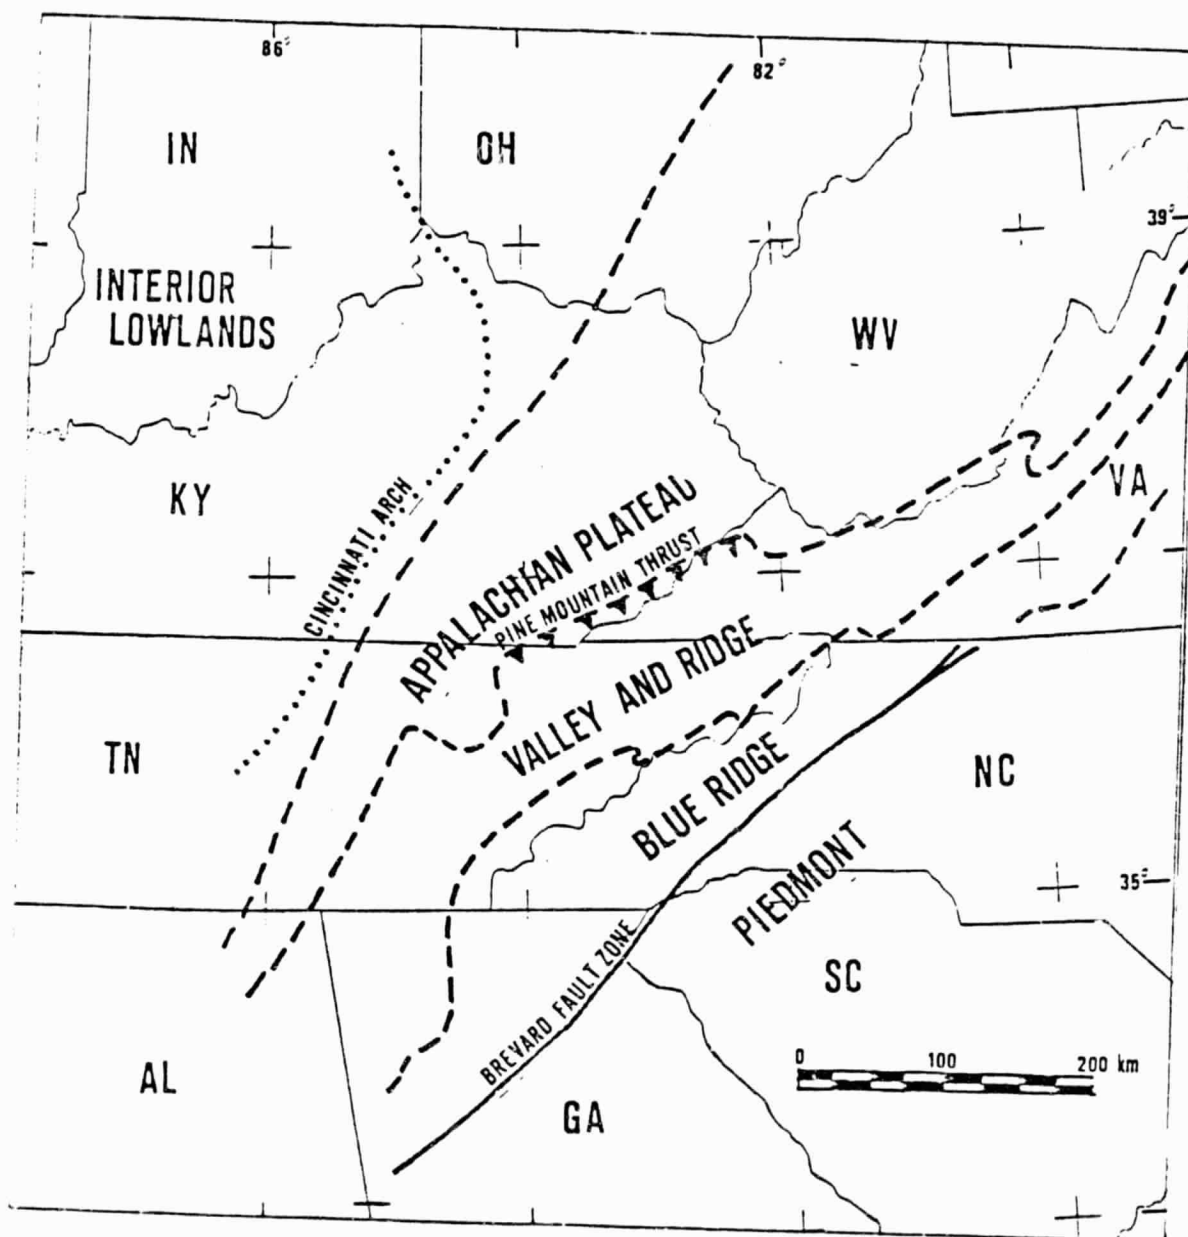 86°
82°
IN
OH
39°
INTERIOR
LOWLANDS
WV
KY
VA
CINCINNATI ARCH
APPALACHIAN PLATEAU
PINE MOUNTAIN THRUST
VALLEY AND RIDGE
TN
BLUE RIDGE
NC
PIEDMONT
35°
BREVARD FAULT ZONE
SC
0 100 200 km
AL
GA